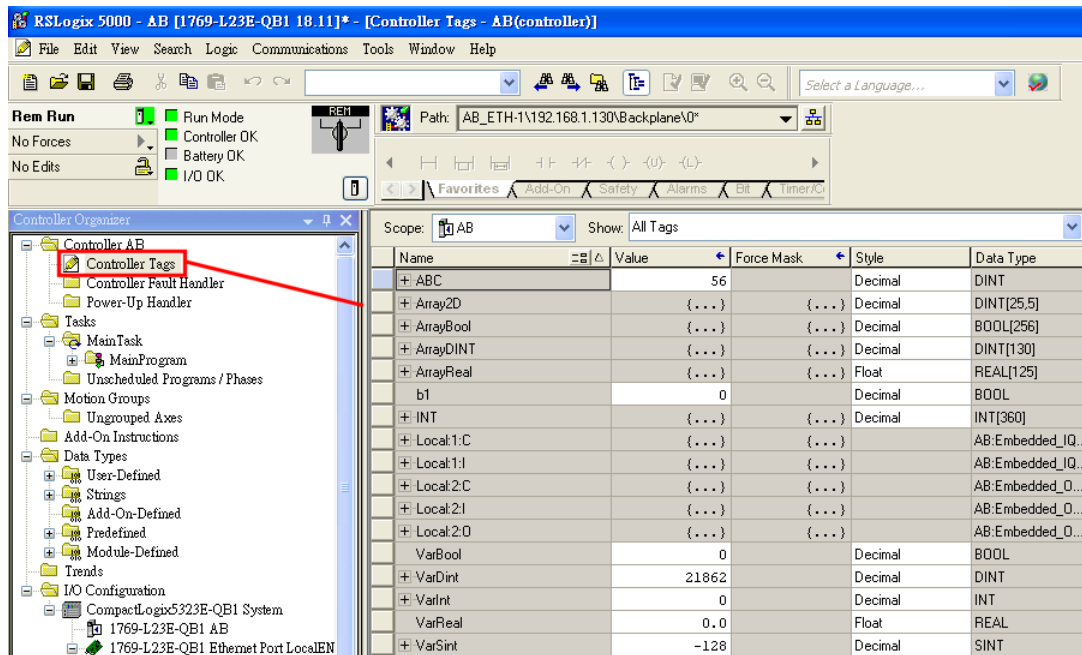 RSLogix 5000 - AB [1769-L23E-QB1 18.11]* - [Controller Tags - AB(controller)]
File Edit View Search Logic Communications Tools Window Help
Select a Language...
Rem Run
No Forces
No Edits
Run Mode
Controller OK
Battery OK
I/O OK
REM
Path: AB_ETH-1\192.168.1.130\Backplane\0*
Favorites Add-On Safety Alarms Bit Timer/C
Controller Organizer
Controller AB
Controller Tags
Controller Fault Handler
Power-Up Handler
Tasks
MainTask
MainProgram
Unscheduled Programs / Phases
Motion Groups
Ungrouped Axes
Add-On Instructions
Data Types
User-Defined
Strings
Add-On-Defined
Predefined
Module-Defined
Trends
I/O Configuration
CompactLogix5323E-QB1 System
1769-L23E-QB1 AB
1769-L23E-QB1 Ethernet Port LocalEN
Scope: AB Show: All Tags
Name Value Force Mask Style Data Type
ABC 56 Decimal DINT
Array2D {...} {...} Decimal DINT[25,5]
ArrayBool {...} {...} Decimal BOOL[256]
ArrayDINT {...} {...} Decimal DINT[130]
ArrayReal {...} {...} Float REAL[125]
b1 0 Decimal BOOL
INT {...} {...} Decimal INT[360]
Local:1:C {...} {...} AB:Embedded_IQ...
Local:1:I {...} {...} AB:Embedded_IQ...
Local:2:C {...} {...} AB:Embedded_O...
Local:2:I {...} {...} AB:Embedded_O...
Local:2:O {...} {...} AB:Embedded_O...
VarBool 0 Decimal BOOL
VarDint 21862 Decimal DINT
VarInt 0 Decimal INT
VarReal 0.0 Float REAL
VarSint -128 Decimal SINT